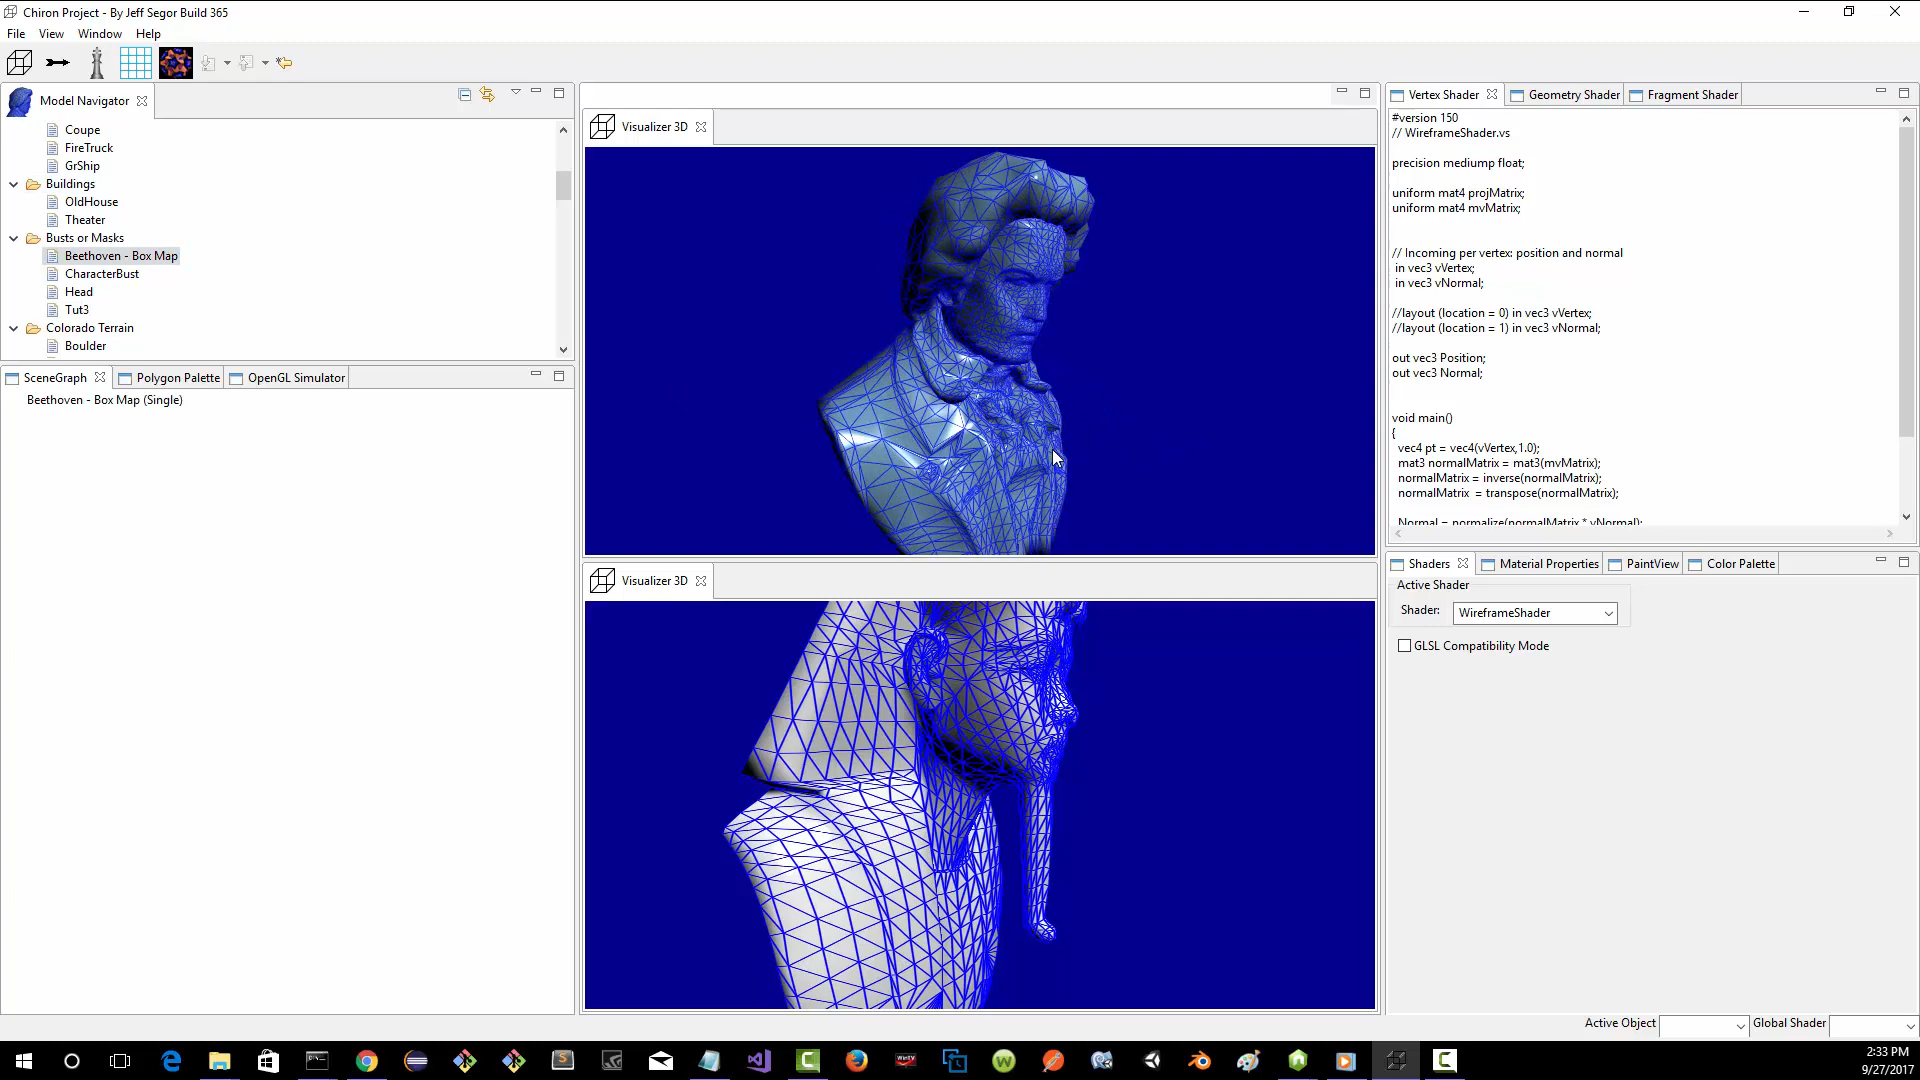 Chiron Project - By Jeff Segor Build 365
File View Window Help
Model Navigator
Coupe
FireTruck
GrShip
Buildings
OldHouse
Theater
Busts or Masks
Beethoven - Box Map
CharacterBust
Head
Tut3
Colorado Terrain
Boulder
SceneGraph Polygon Palette OpenGL Simulator
Beethoven - Box Map (Single)
Visualizer 3D
Visualizer 3D
Vertex Shader Geometry Shader Fragment Shader
#version 150
// WireframeShader.vs
precision mediump float;
uniform mat4 projMatrix;
uniform mat4 mvMatrix;
// Incoming per vertex: position and normal
in vec3 vVertex;
in vec3 vNormal;
//layout (location = 0) in vec3 vVertex;
//layout (location = 1) in vec3 vNormal;
out vec3 Position;
out vec3 Normal;
void main()
{
vec4 pt = vec4(vVertex,1.0);
mat3 normalMatrix = mat3(mvMatrix);
normalMatrix = inverse(normalMatrix);
normalMatrix = transpose(normalMatrix);
Normal = normalize(normalMatrix * vNormal);
Shaders Material Properties PaintView Color Palette
Active Shader
Shader: WireframeShader
GLSL Compatibility Mode
Active Object Global Shader
2:33 PM
9/27/2017